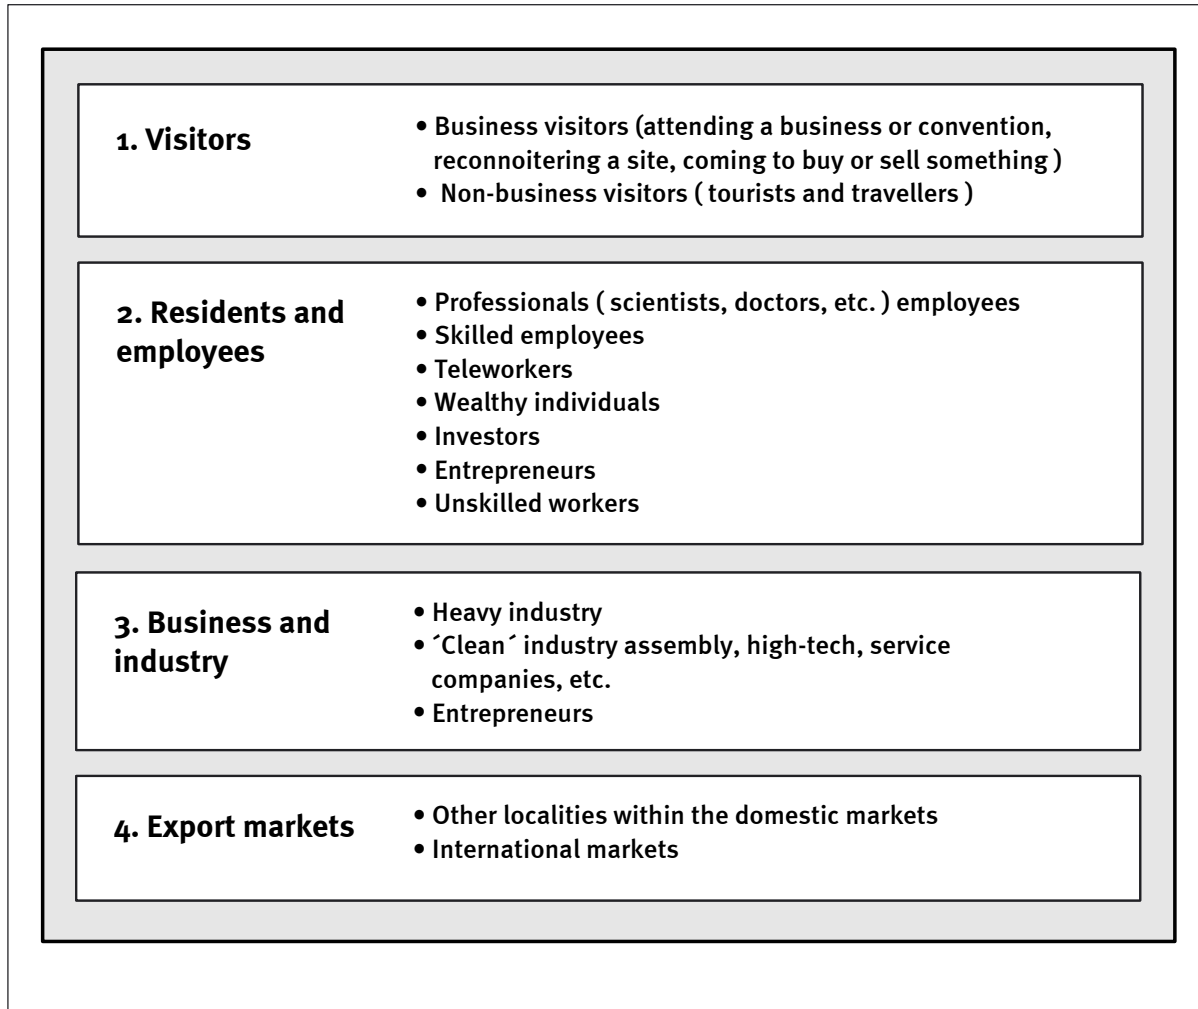 1. Visitors
• Business visitors (attending a business or convention,
reconnoitering a site, coming to buy or sell something )
• Non-business visitors ( tourists and travellers )
2. Residents and
employees
• Professionals ( scientists, doctors, etc. ) employees
• Skilled employees
• Teleworkers
• Wealthy individuals
• Investors
• Entrepreneurs
• Unskilled workers
3. Business and
industry
• Heavy industry
• ´Clean´ industry assembly, high-tech, service
companies, etc.
• Entrepreneurs
4. Export markets
• Other localities within the domestic markets
• International markets